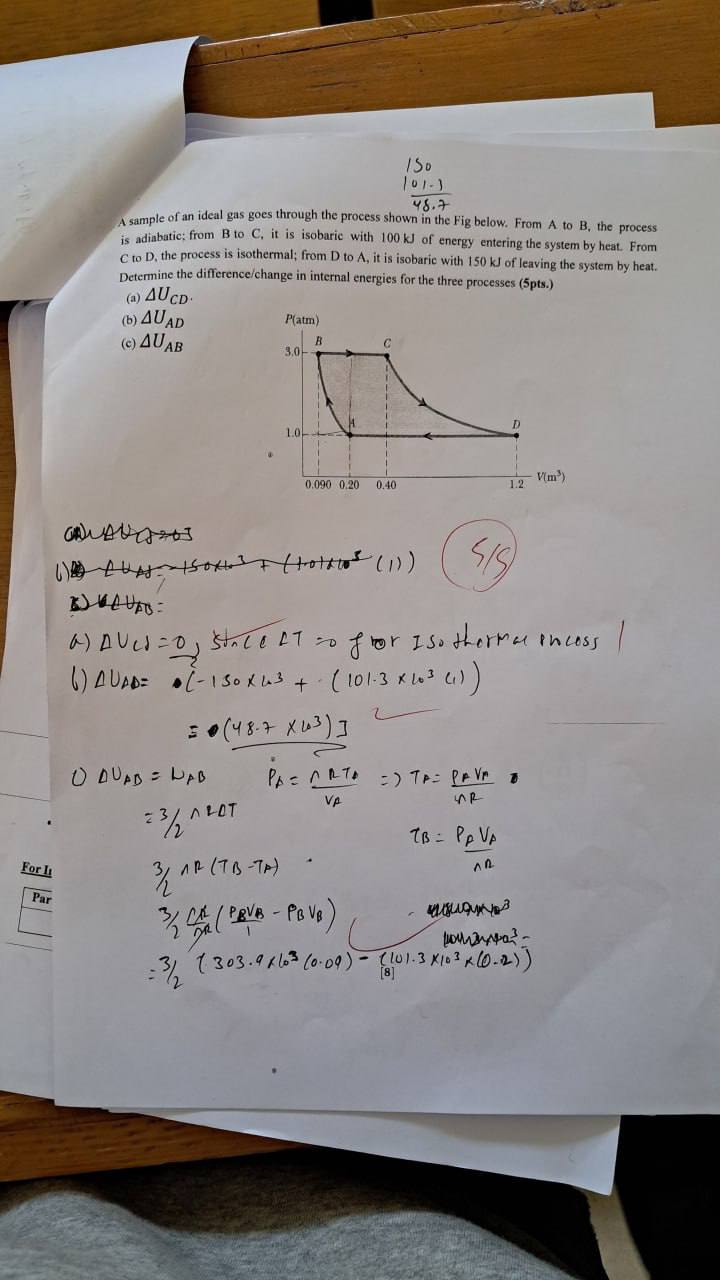 150
101.3
48.7
A sample of an ideal gas goes through the process shown in the Fig below. From A to B, the process
is adiabatic; from B to C, it is isobaric with 100 kJ of energy entering the system by heat. From
C to D, the process is isothermal; from D to A, it is isobaric with 150 kJ of leaving the system by heat.
Determine the difference/change in internal energies for the three processes (5pts.)
(a) ΔU_CD.
(b) ΔU_AD
(c) ΔU_AB
P(atm)
B C
3.0
A D
1.0
V(m³)
0.090 0.20 0.40 1.2
5/5
a) ΔU_CD = 0, since ΔT = 0 for Isothermal process
b) ΔU_AD = (-150 x 10³ + (101.3 x 10³ (1))
= (48.7 x 10³) J
c) ΔU_AB = W_AB P_A = nRT_A / V_A => T_A = P_A V_A / nR
= 3/2 nRΔT
T_B = P_A V_A / nR
3/2 nR (T_B - T_A)
3/2 nR/nR (P_B V_B / 1 - P_B V_B)
= 3/2 (303.9 x 10³ (0.09) - (101.3 x 10³ x (0.2))
[8]
For I
Par